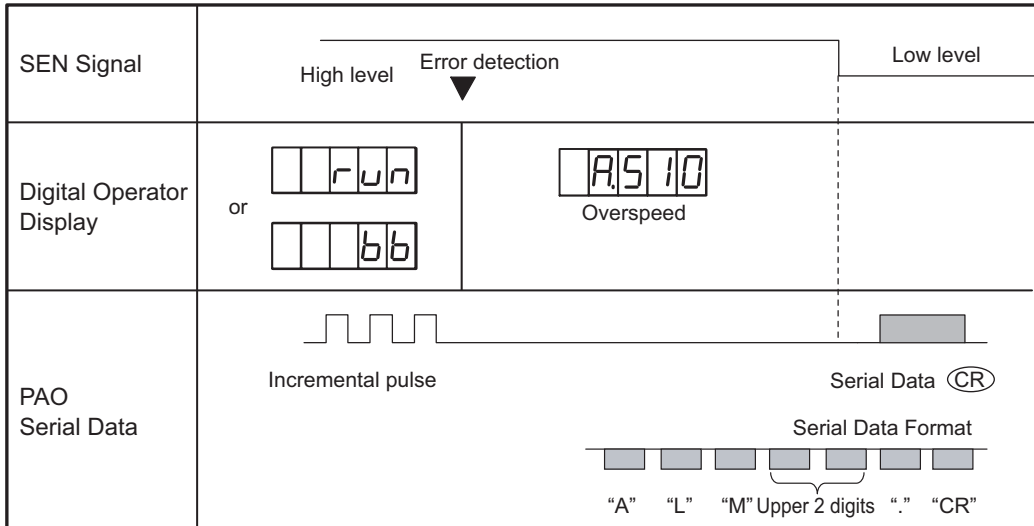 SEN Signal
High level
Error detection
Low level
Digital Operator
Display
or
run
bb
A.510
Overspeed
PAO
Serial Data
Incremental pulse
Serial Data CR
Serial Data Format
“A” “L” “M” Upper 2 digits “.” “CR”